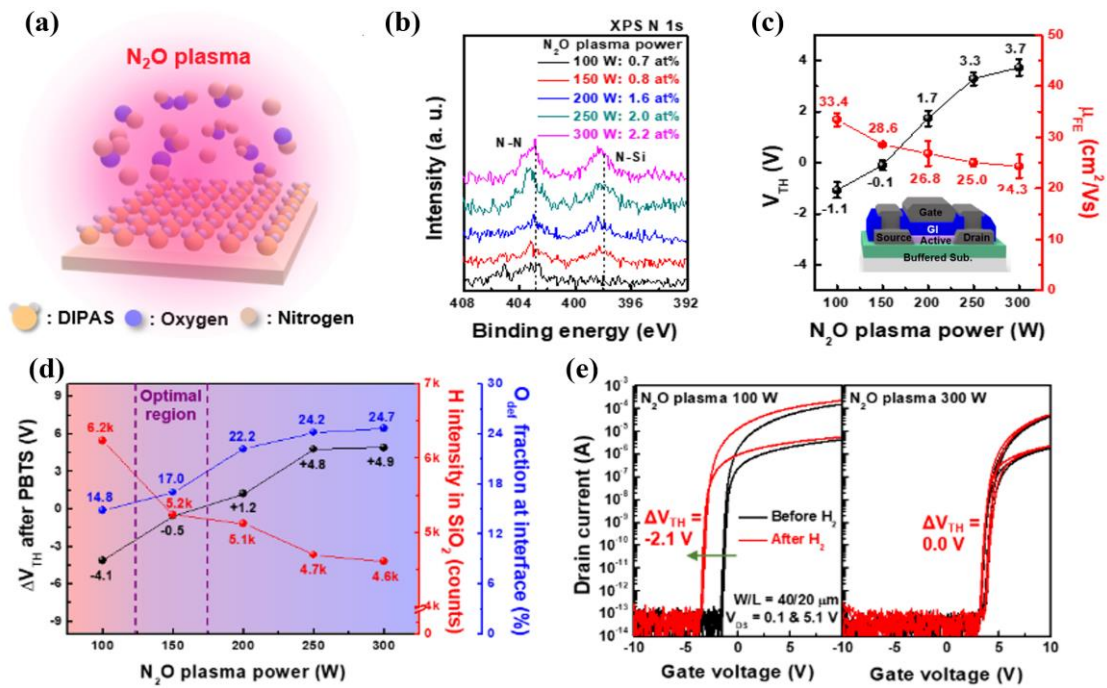 (a)
N₂O plasma
: DIPAS : Oxygen : Nitrogen
(b)
XPS N 1s
N₂O plasma power
100 W: 0.7 at%
150 W: 0.8 at%
200 W: 1.6 at%
250 W: 2.0 at%
300 W: 2.2 at%
N-N
N-Si
Intensity (a. u.)
408 404 400 396 392
Binding energy (eV)
(c)
V_TH (V)
4
2
0
-2
-4
33.4
28.6
26.8
25.0
24.3
-1.1
-0.1
1.7
3.3
3.7
50
40
30
20
10
0
μ_FE (cm²/Vs)
Gate
GI
Source Active Drain
Buffered Sub.
100 150 200 250 300
N₂O plasma power (W)
(d)
ΔV_TH after PBTS (V)
9
6
3
0
-3
-6
-9
Optimal
region
6.2k
5.2k
5.1k
4.7k
4.6k
14.8
17.0
22.2
24.2
24.7
-4.1
-0.5
+1.2
+4.8
+4.9
7k
6k
5k
4k
0
H intensity in SiO₂ (counts)
30
24
18
12
6
0
O_def fraction at interface (%)
100 150 200 250 300
N₂O plasma power (W)
(e)
Drain current (A)
10⁻³
10⁻⁴
10⁻⁵
10⁻⁶
10⁻⁷
10⁻⁸
10⁻⁹
10⁻¹⁰
10⁻¹¹
10⁻¹²
10⁻¹³
10⁻¹⁴
N₂O plasma 100 W
ΔV_TH =
-2.1 V
Before H₂
After H₂
W/L = 40/20 μm
V_DS = 0.1 & 5.1 V
-10 -5 0 5
Gate voltage (V)
N₂O plasma 300 W
ΔV_TH =
0.0 V
-10 -5 0 5 10
Gate voltage (V)